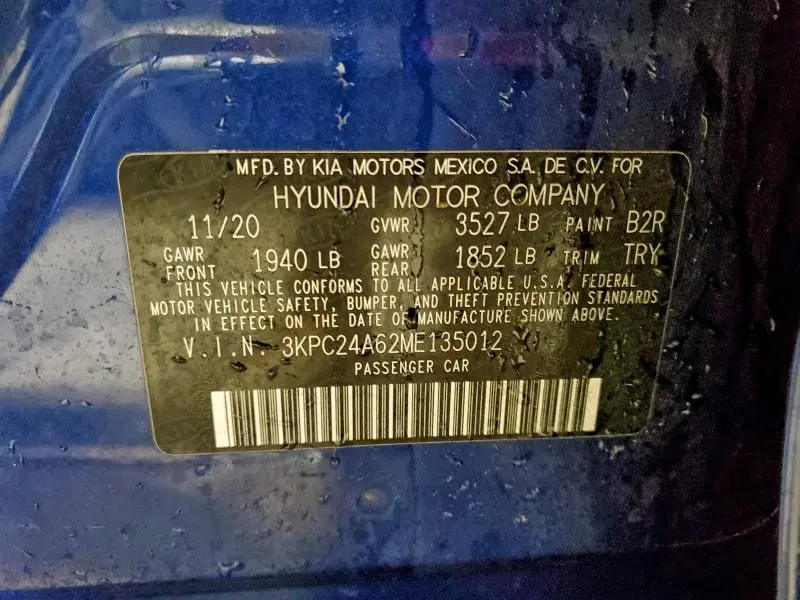 MFD. BY KIA MOTORS MEXICO S.A. DE C.V. FOR
HYUNDAI MOTOR COMPANY
11/20 GVWR 3527 LB PAINT B2R
GAWR FRONT 1940 LB GAWR REAR 1852 LB TRIM TRY
THIS VEHICLE CONFORMS TO ALL APPLICABLE U.S.A. FEDERAL
MOTOR VEHICLE SAFETY, BUMPER, AND THEFT PREVENTION STANDARDS
IN EFFECT ON THE DATE OF MANUFACTURE SHOWN ABOVE.
V.I.N. 3KPC24A62ME135012
PASSENGER CAR